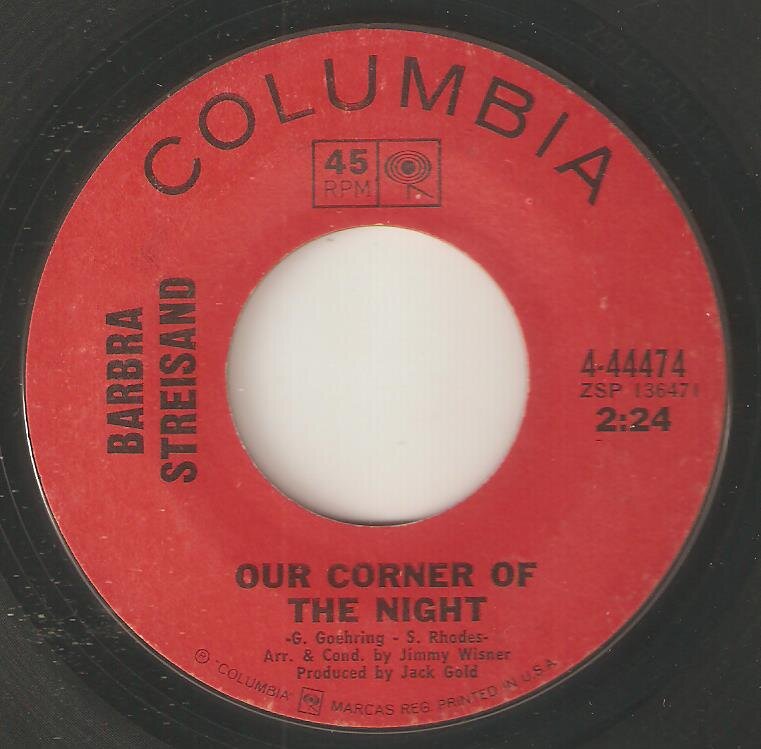 COLUMBIA
45
RPM
BARBRA
STREISAND
4-44474
ZSP 136471
2:24
OUR CORNER OF
THE NIGHT
-G. Goehring - S. Rhodes-
Arr. & Cond. by Jimmy Wisner
Produced by Jack Gold
℗ "COLUMBIA" MARCAS REG. PRINTED IN U.S.A.